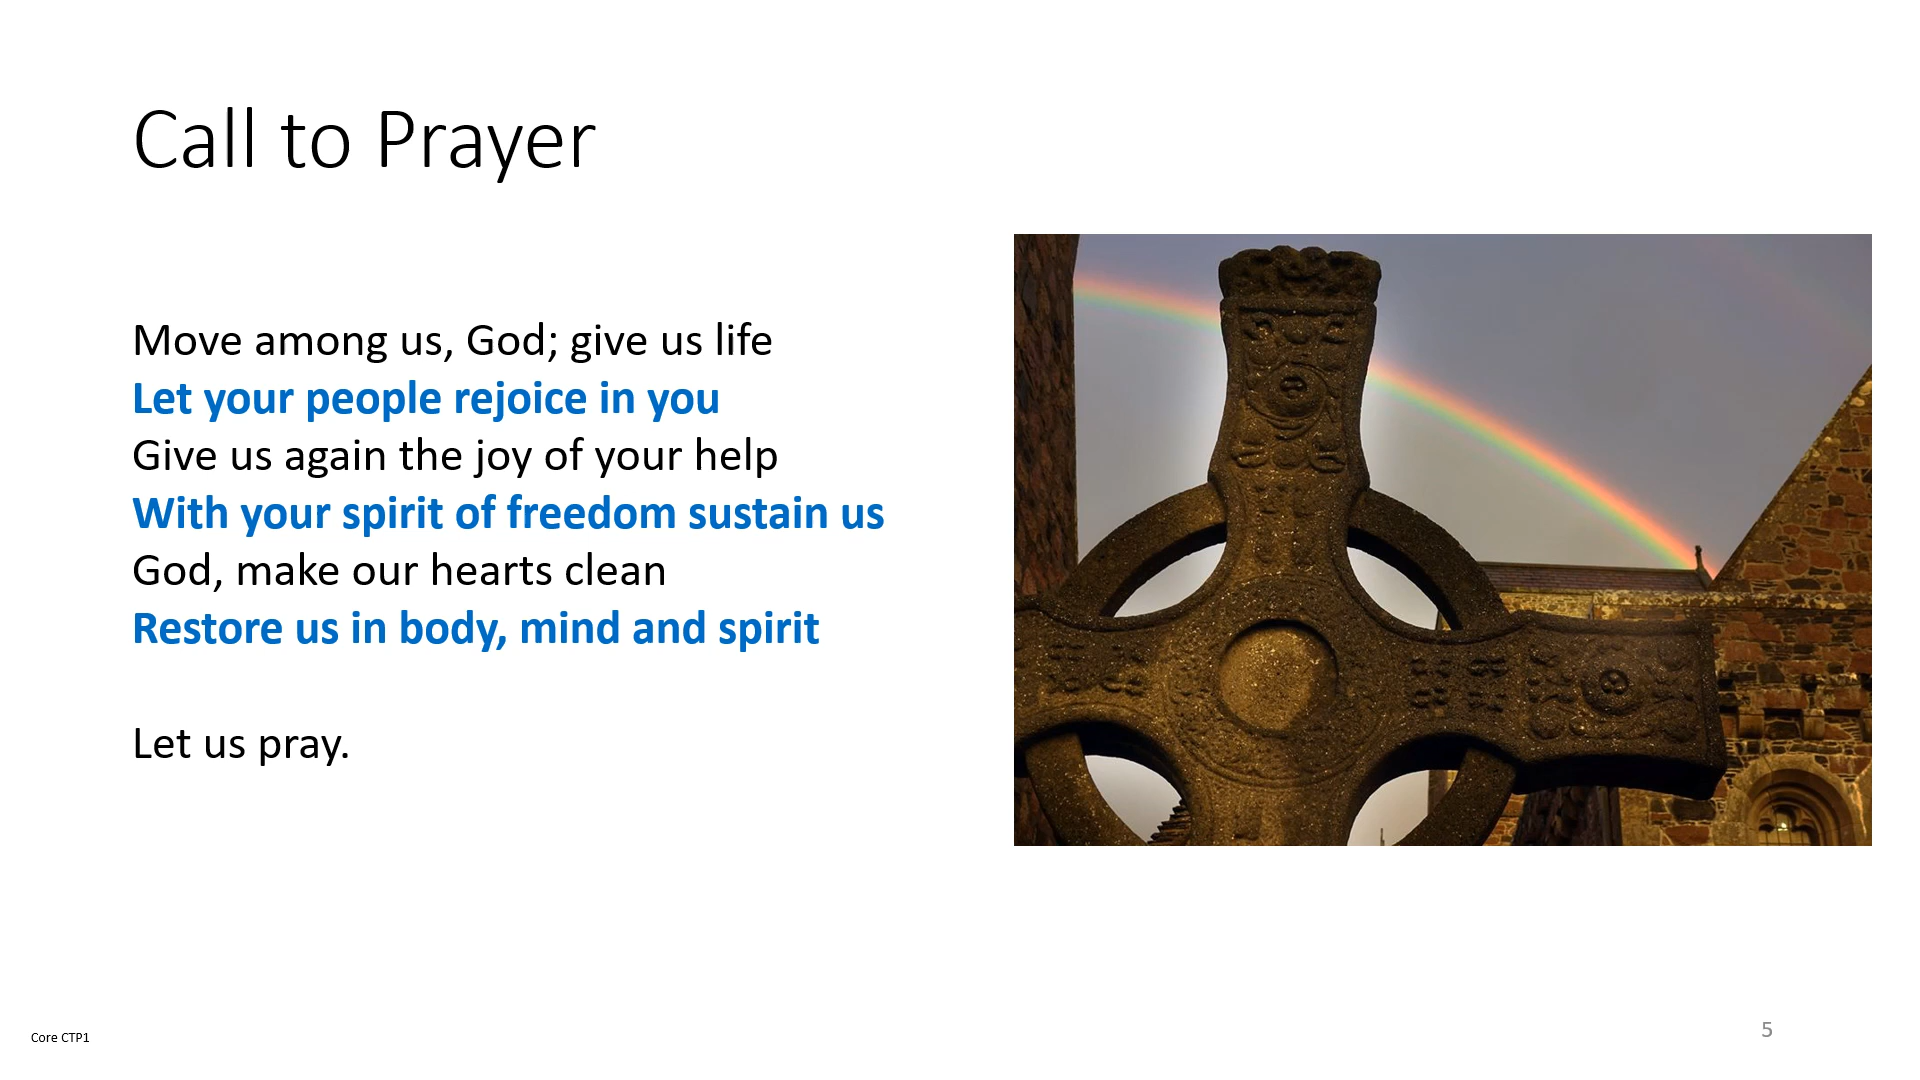 Call to Prayer
Move among us, God; give us life
Let your people rejoice in you
Give us again the joy of your help
With your spirit of freedom sustain us
God, make our hearts clean
Restore us in body, mind and spirit
Let us pray.
Core CTP1
5